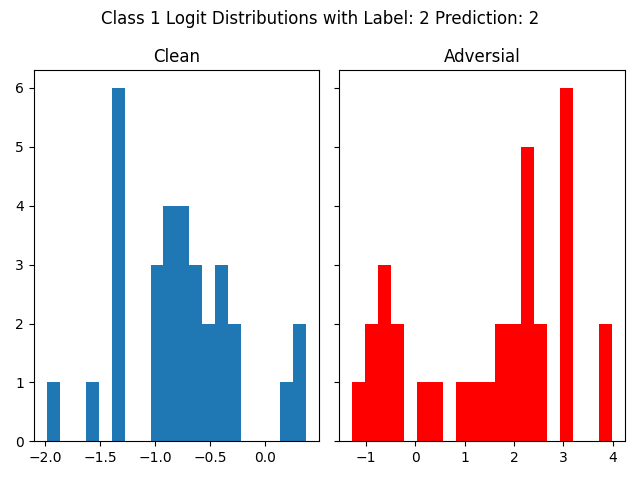 Class 1 Logit Distributions with Label: 2 Prediction: 2
Clean
Adversial
6
5
4
3
2
1
0
−2.0 −1.5 −1.0 −0.5 0.0
−1 0 1 2 3 4